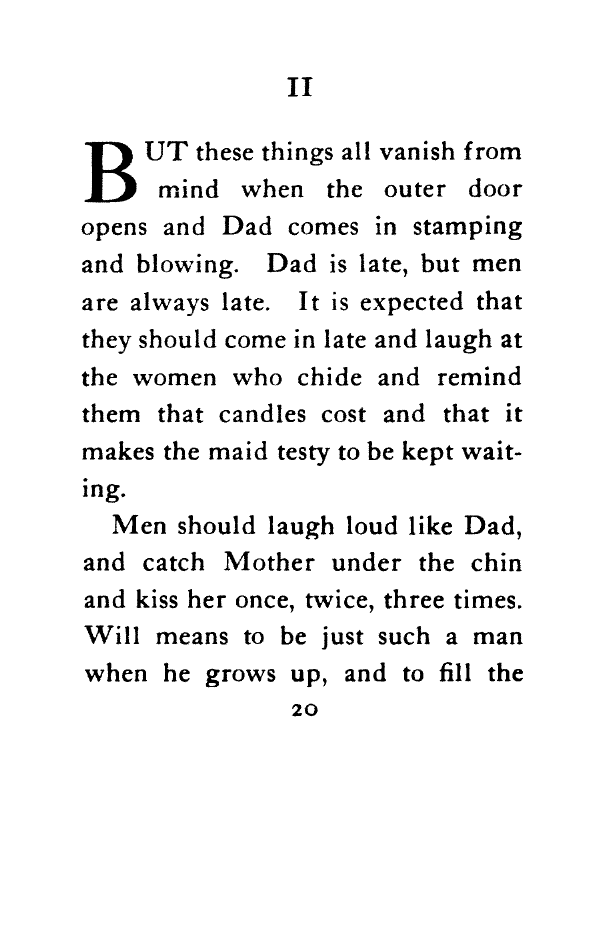 II
BUT these things all vanish from
mind when the outer door
opens and Dad comes in stamping
and blowing. Dad is late, but men
are always late. It is expected that
they should come in late and laugh at
the women who chide and remind
them that candles cost and that it
makes the maid testy to be kept wait-
ing.
Men should laugh loud like Dad,
and catch Mother under the chin
and kiss her once, twice, three times.
Will means to be just such a man
when he grows up, and to fill the
20